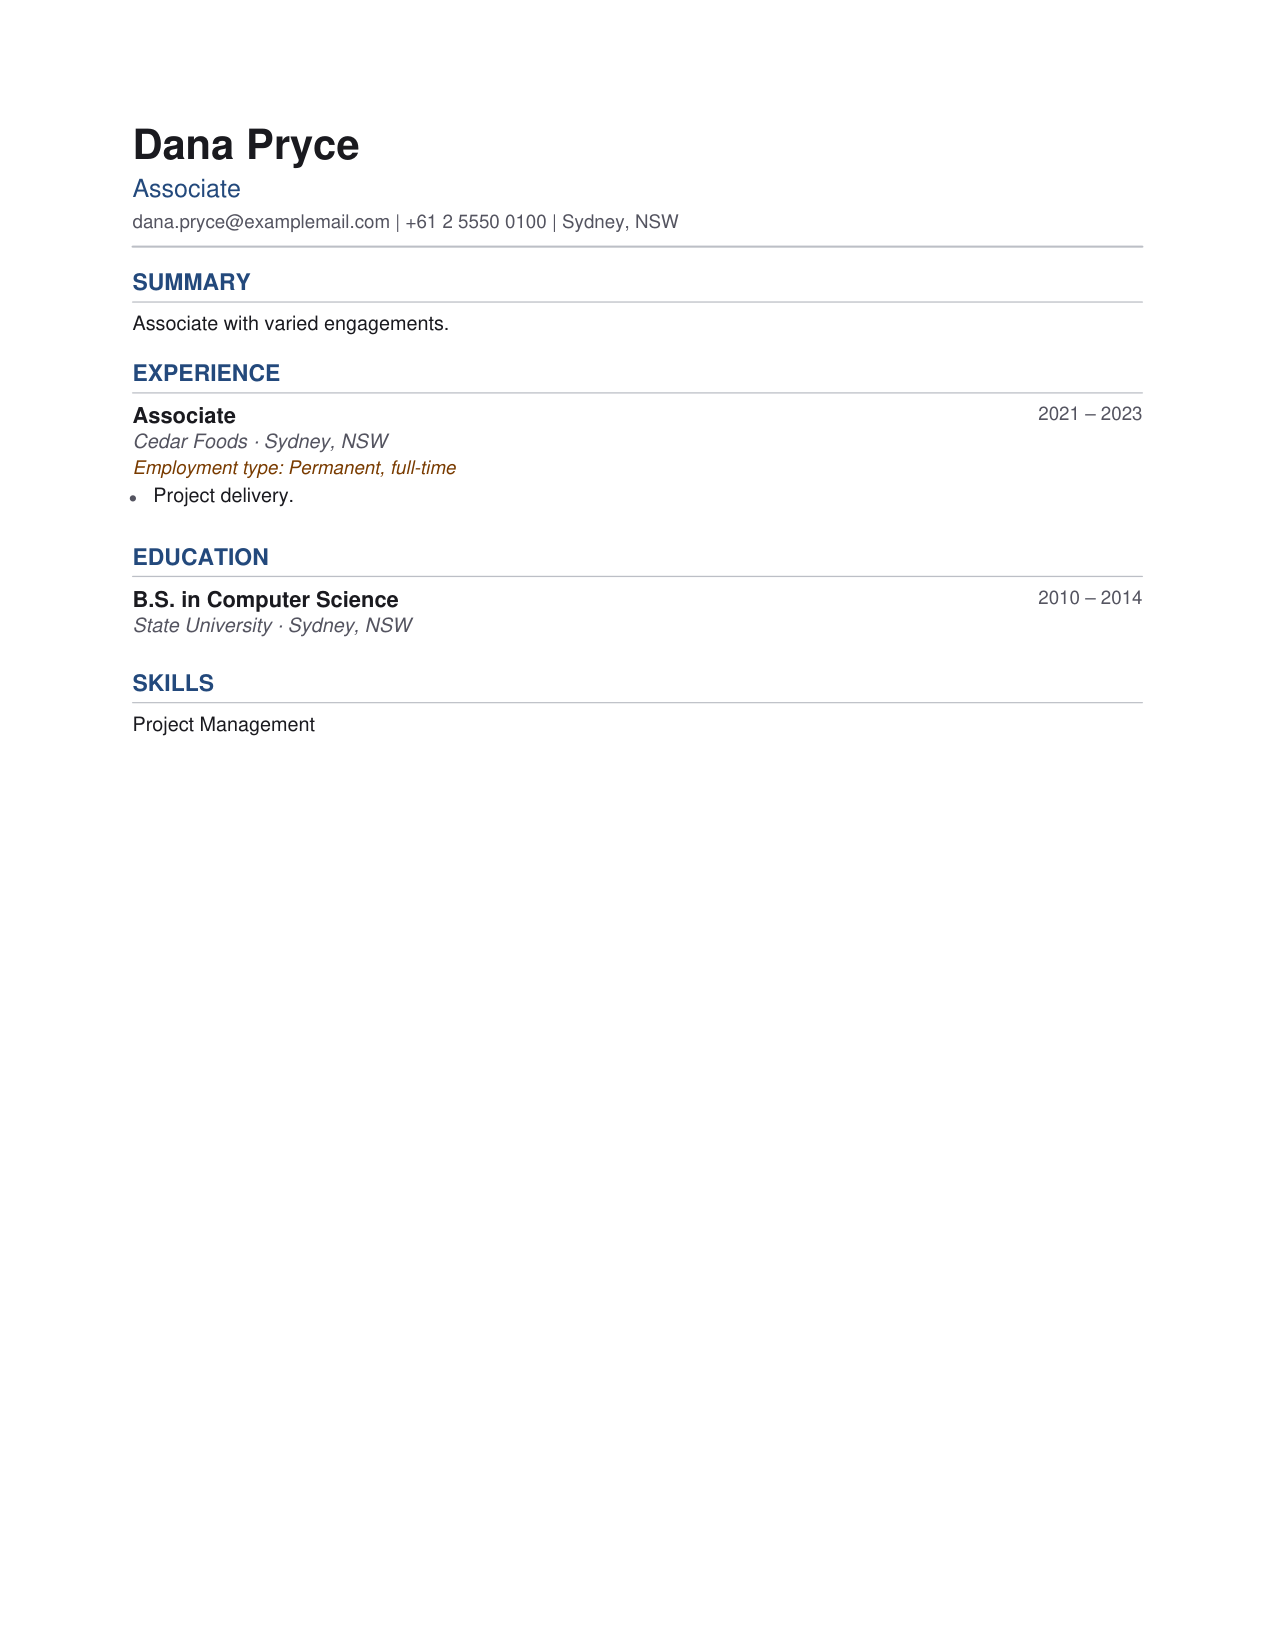 Dana Pryce
Associate
dana.pryce@examplemail.com | +61 2 5550 0100 | Sydney, NSW
SUMMARY
Associate with varied engagements.
EXPERIENCE
Associate 2021 – 2023
Cedar Foods · Sydney, NSW
Employment type: Permanent, full-time
• Project delivery.
EDUCATION
B.S. in Computer Science 2010 – 2014
State University · Sydney, NSW
SKILLS
Project Management